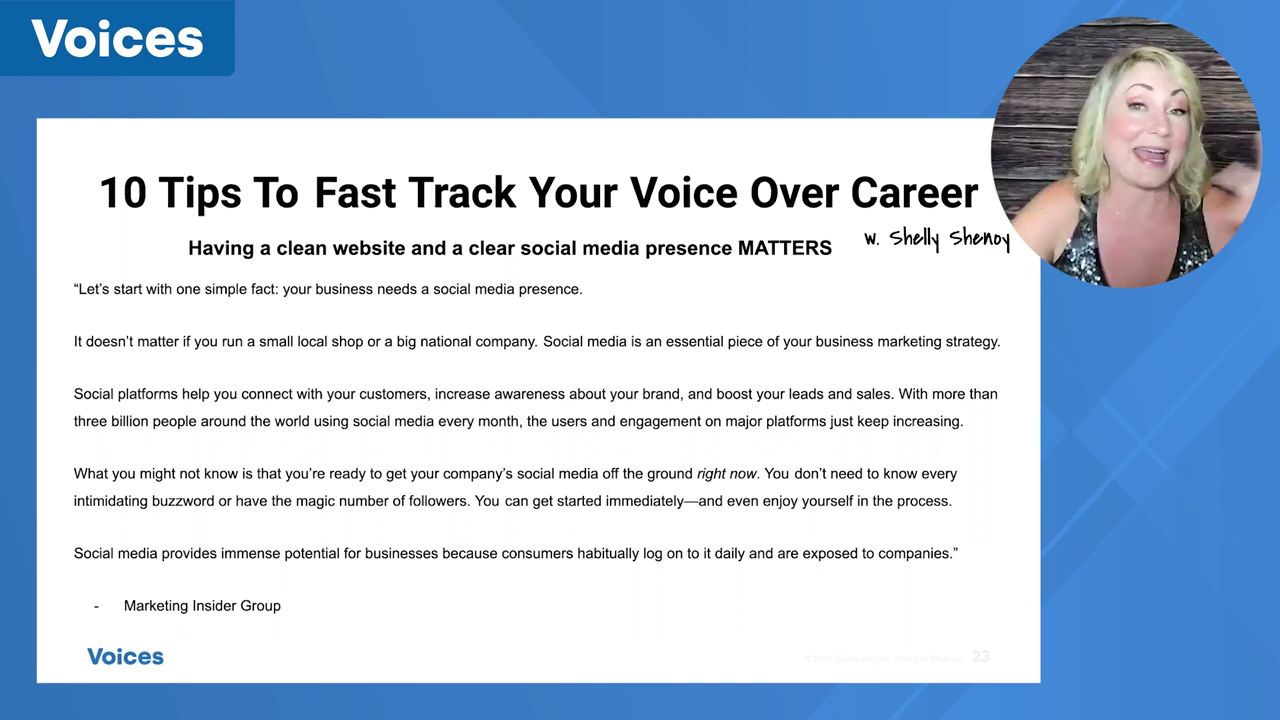 Voices
10 Tips To Fast Track Your Voice Over Career
Having a clean website and a clear social media presence MATTERS
w. Shelly Shenoy
“Let’s start with one simple fact: your business needs a social media presence.
It doesn’t matter if you run a small local shop or a big national company. Social media is an essential piece of your business marketing strategy.
Social platforms help you connect with your customers, increase awareness about your brand, and boost your leads and sales. With more than
three billion people around the world using social media every month, the users and engagement on major platforms just keep increasing.
What you might not know is that you’re ready to get your company’s social media off the ground right now. You don’t need to know every
intimidating buzzword or have the magic number of followers. You can get started immediately—and even enjoy yourself in the process.
Social media provides immense potential for businesses because consumers habitually log on to it daily and are exposed to companies.”
- Marketing Insider Group
Voices
All Rights Reserved. 23